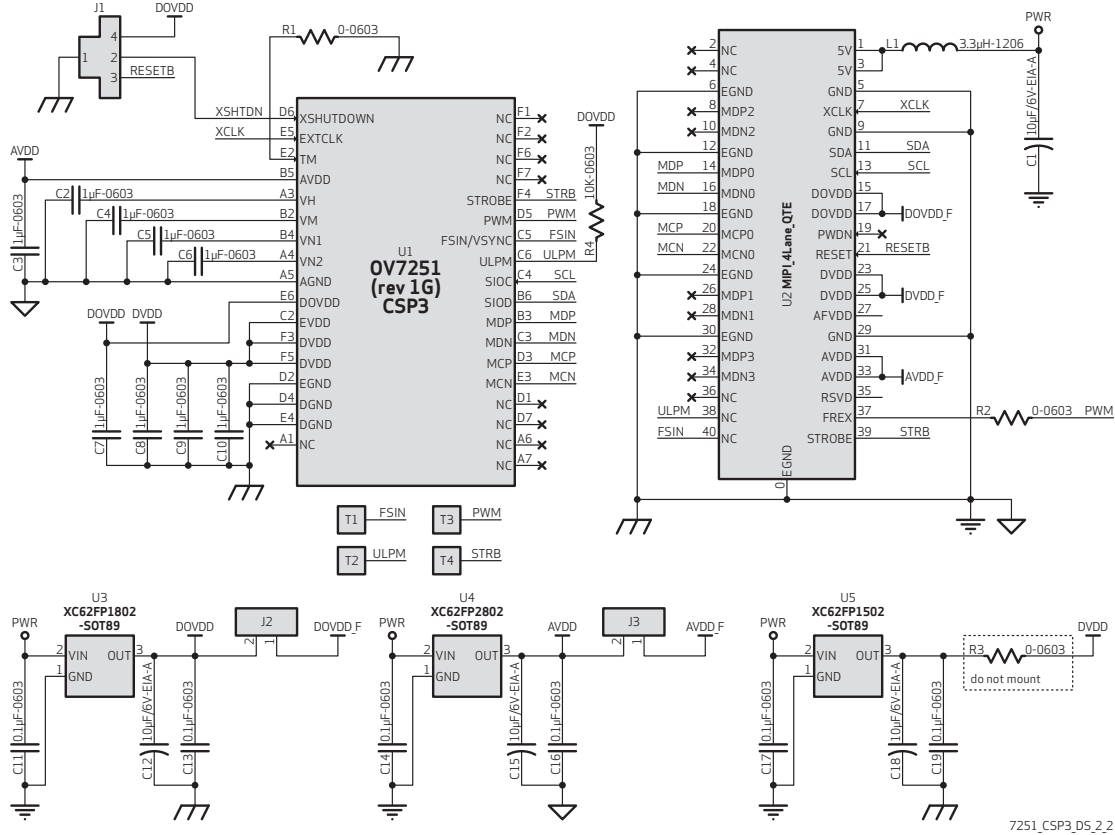 J1
DOVDD
4
1
2
3
RESETB
R1
0-0603
XSHTDN
D6
XSHUTDOWN
XCLK
E5
EXTCLK
E2
TM
AVDD
B5
AVDD
C2
1μF-0603
A3
VH
C4
1μF-0603
B2
VM
C5
1μF-0603
B4
VN1
C6
1μF-0603
A4
VN2
C3
1μF-0603
A5
AGND
E6
DOVDD
DOVDD
DVDD
C2
EVDD
F3
DVDD
F5
DVDD
D2
EGND
D4
DGND
E4
DGND
A1
NC
C7
1μF-0603
C8
1μF-0603
C9
1μF-0603
C10
1μF-0603
U1
OV7251
(rev 1G)
CSP3
NC F1
NC F2
NC F6
NC F7
STROBE F4 STRB
PWM D5 PWM
FSIN/VSYNC C5 FSIN
ULPM C6 ULPM
SIOC C4 SCL
SIOD B6 SDA
MDP B3 MDP
MDN C3 MDN
MCP D3 MCP
MCN E3 MCN
NC D1
NC D7
NC A6
NC A7
DOVDD
R4
10K-0603
T1 FSIN
T3 PWM
T2 ULPM
T4 STRB
U2 MIPI_4Lane_QTE
2 NC
4 NC
6 EGND
8 MDP2
10 MDN2
12 EGND
MDP 14 MDP0
MDN 16 MDN0
18 EGND
MCP 20 MCP0
MCN 22 MCN0
24 EGND
26 MDP1
28 MDN1
30 EGND
32 MDP3
34 MDN3
36 NC
ULPM 38 NC
FSIN 40 NC
0 EGND
5V 1
5V 3
GND 5
XCLK 7 XCLK
GND 9
SDA 11 SDA
SCL 13 SCL
DOVDD 15
DOVDD 17 DOVDD_F
PWDN 19
RESET 21 RESETB
DVDD 23
DVDD 25 DVDD_F
AFVDD 27
GND 29
AVDD 31
AVDD 33 AVDD_F
RSVD 35
FREX 37
R2
0-0603
PWM
STROBE 39 STRB
L1
3.3μH-1206
PWR
C1
10μF/6V-EIA-A
U3
XC62FP1802
-SOT89
PWR
2 VIN
OUT 3
1 GND
DOVDD
J2
2
1
DOVDD_F
C11
0.1μF-0603
C12
10μF/6V-EIA-A
C13
0.1μF-0603
U4
XC62FP2802
-SOT89
PWR
2 VIN
OUT 3
1 GND
AVDD
J3
2
1
AVDD_F
C14
0.1μF-0603
C15
10μF/6V-EIA-A
C16
0.1μF-0603
U5
XC62FP1502
-SOT89
PWR
2 VIN
OUT 3
1 GND
R3
0-0603
do not mount
DVDD
C17
0.1μF-0603
C18
10μF/6V-EIA-A
C19
0.1μF-0603
7251_CSP3_DS_2_2